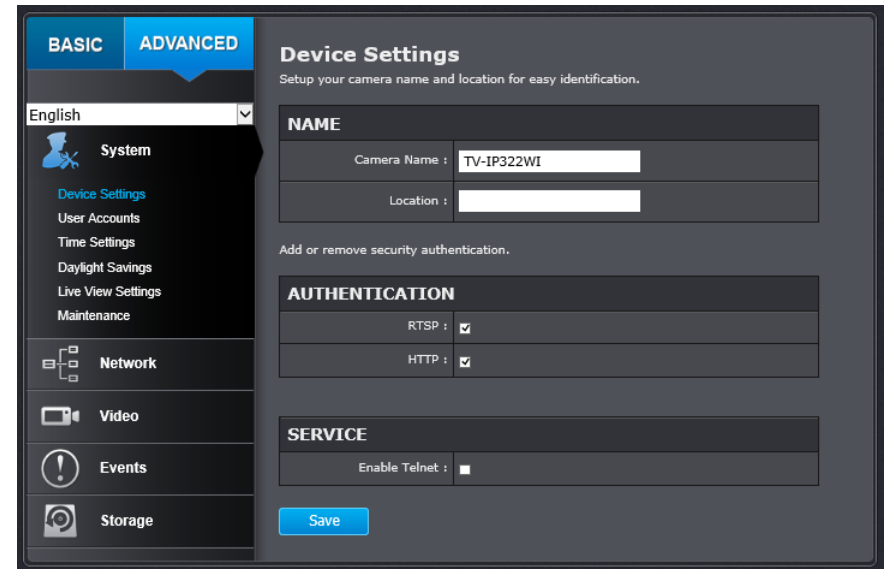 BASIC
ADVANCED
English
System
Device Settings
User Accounts
Time Settings
Daylight Savings
Live View Settings
Maintenance
Network
Video
Events
Storage
Device Settings
Setup your camera name and location for easy identification.
NAME
Camera Name : TV-IP322WI
Location :
Add or remove security authentication.
AUTHENTICATION
RTSP :
HTTP :
SERVICE
Enable Telnet :
Save